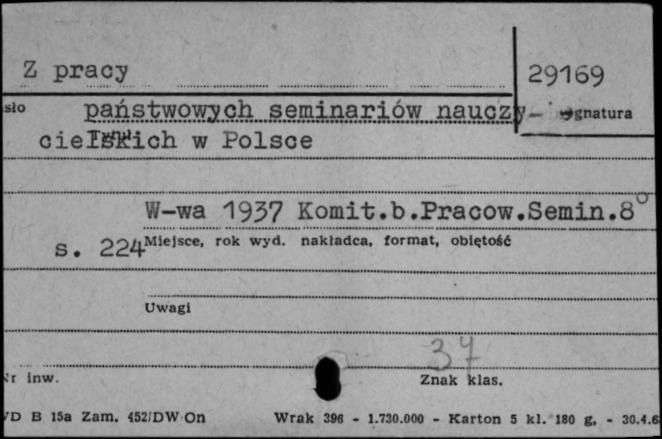 Z pracy
29169
sło państwowych seminariów nauczy- sygnatura
cielskich w Polsce
W-wa 1937 Komit.b.Pracow.Semin.8°
s. 224 Miejsce, rok wyd. nakładca, format, objętość
Uwagi
37
Nr inw. Znak klas.
VD B 15a Zam. 452/DW On Wrak 396 - 1.730.000 - Karton 5 kl. 180 g. - 30.4.6